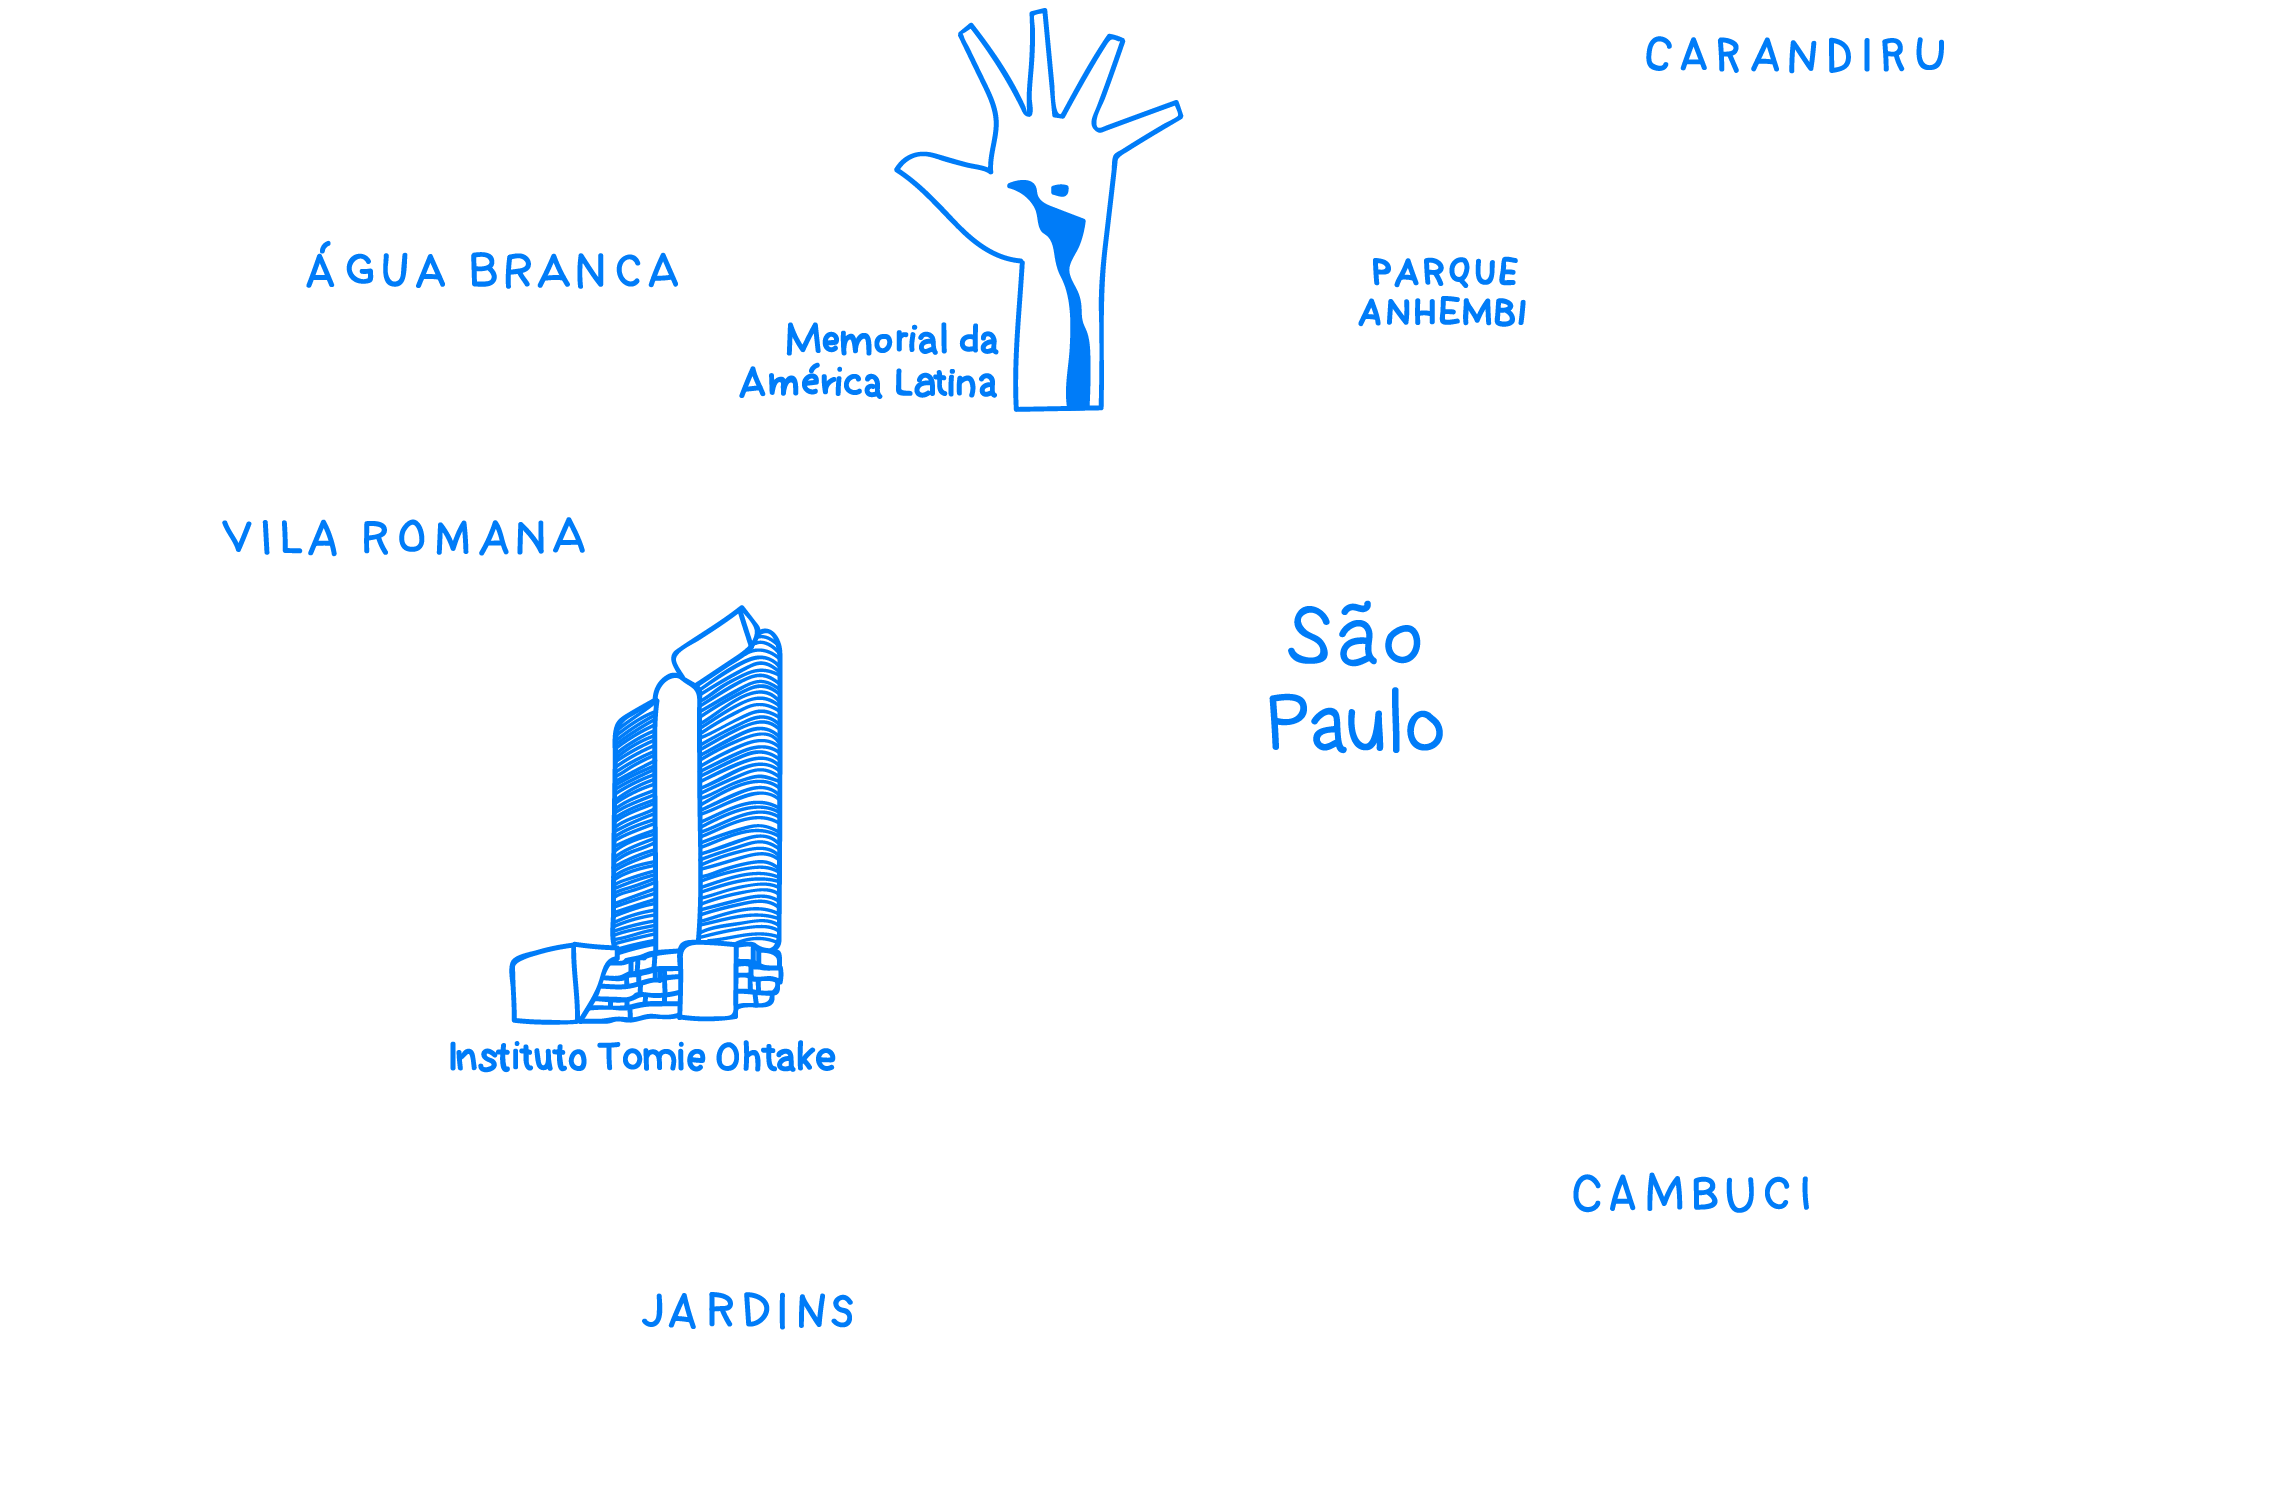 CARANDIRU
ÁGUA BRANCA
PARQUE
ANHEMBI
Memorial da
América Latina
VILA ROMANA
São
Paulo
Instituto Tomie Ohtake
CAMBUCI
JARDINS